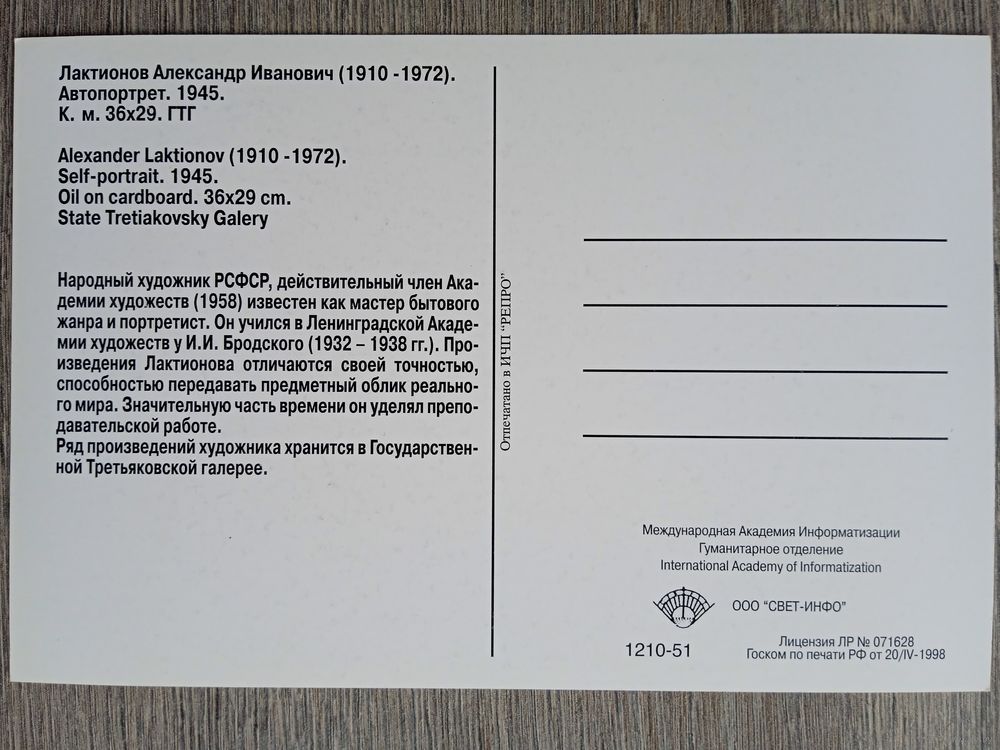 Лактионов Александр Иванович (1910 -1972).
Автопортрет. 1945.
К. м. 36x29. ГТГ
Alexander Laktionov (1910 -1972).
Self-portrait. 1945.
Oil on cardboard. 36x29 cm.
State Tretiakovsky Galery
Народный художник РСФСР, действительный член Ака-
демии художеств (1958) известен как мастер бытового
жанра и портретист. Он учился в Ленинградской Акаде-
мии художеств у И.И. Бродского (1932 – 1938 гг.). Про-
изведения Лактионова отличаются своей точностью,
способностью передавать предметный облик реально-
го мира. Значительную часть времени он уделял препо-
давательской работе.
Ряд произведений художника хранится в Государствен-
ной Третьяковской галерее.
Отпечатано в ИЧП "РЕПРО"
Международная Академия Информатизации
Гуманитарное отделение
International Academy of Informatization
ООО "СВЕТ-ИНФО"
1210-51
Лицензия ЛР № 071628
Госком по печати РФ от 20/IV-1998